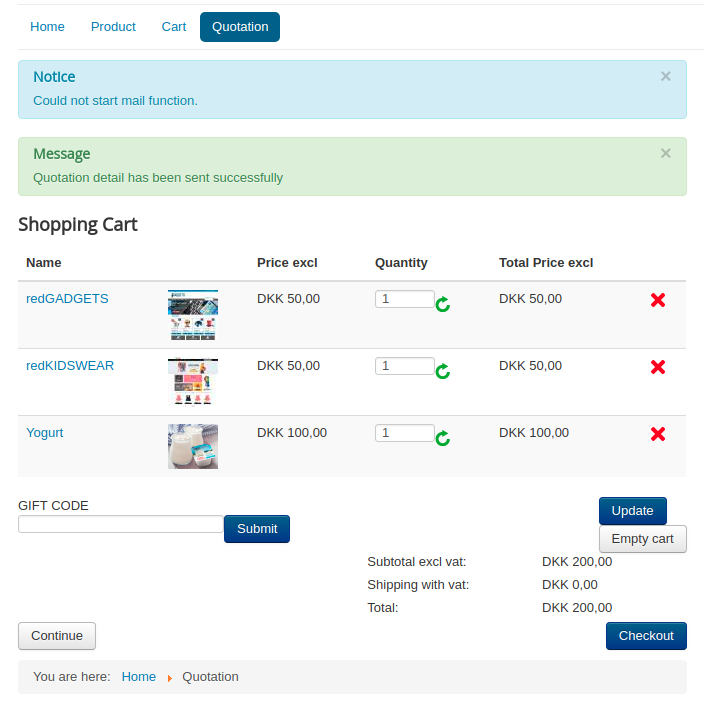 Home Product Cart Quotation
Notice ×
Could not start mail function.
Message ×
Quotation detail has been sent successfully
Shopping Cart
Name Price excl Quantity Total Price excl
redGADGETS DKK 50,00 1 DKK 50,00
redKIDSWEAR DKK 50,00 1 DKK 50,00
Yogurt DKK 100,00 1 DKK 100,00
GIFT CODE
Submit
Update
Empty cart
Subtotal excl vat: DKK 200,00
Shipping with vat: DKK 0,00
Total: DKK 200,00
Continue Checkout
You are here: Home Quotation